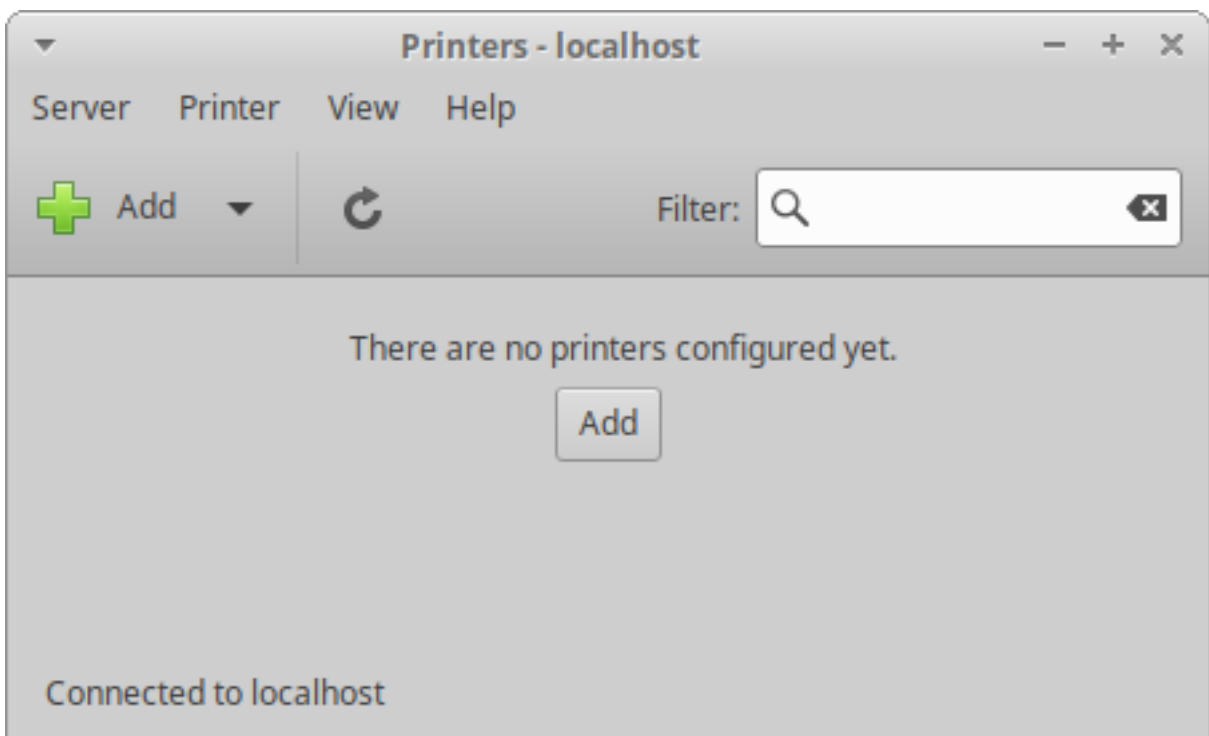 Printers - localhost
Server Printer View Help
Add Filter:
There are no printers configured yet.
Add
Connected to localhost